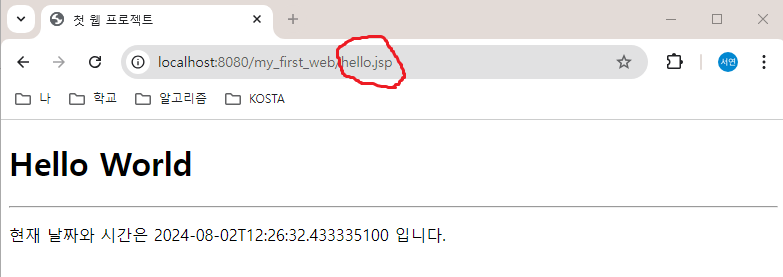 첫 웹 프로젝트
localhost:8080/my_first_web/hello.jsp
서연
나 학교 알고리즘 KOSTA
Hello World
현재 날짜와 시간은 2024-08-02T12:26:32.433335100 입니다.